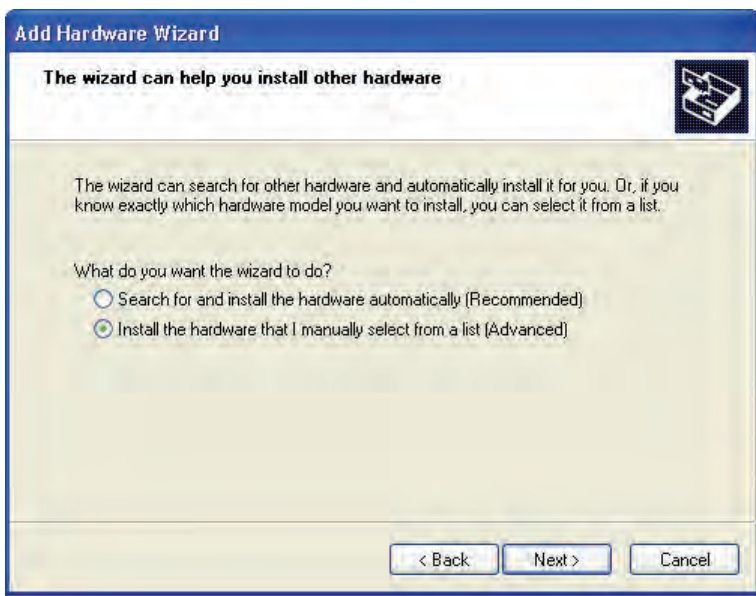 Add Hardware Wizard
The wizard can help you install other hardware
The wizard can search for other hardware and automatically install it for you. Or, if you
know exactly which hardware model you want to install, you can select it from a list.
What do you want the wizard to do?
Search for and install the hardware automatically (Recommended)
Install the hardware that I manually select from a list (Advanced)
< Back Next > Cancel